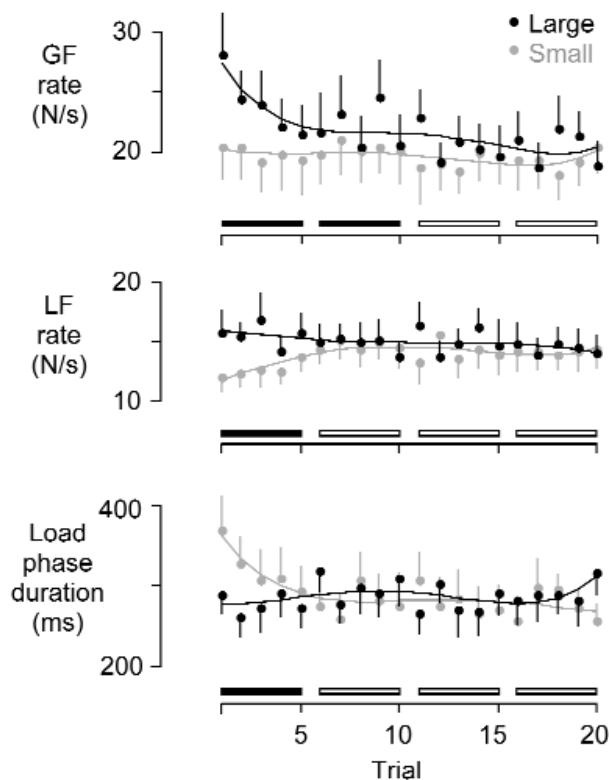 GF
rate
(N/s)
30
20
Large
Small
LF
rate
(N/s)
20
10
Load
phase
duration
(ms)
400
200
5 10 15 20
Trial